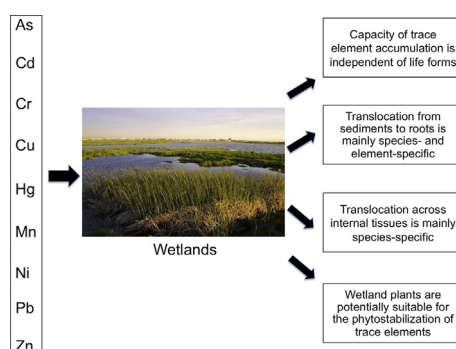 As
Cd
Cr
Cu
Hg
Mn
Ni
Pb
Zn
Wetlands
Capacity of trace
element accumulation is
independent of life forms
Translocation from
sediments to roots is
mainly species- and
element-specific
Translocation across
internal tissues is mainly
species-specific
Wetland plants are
potentially suitable for
the phytostabilization of
trace elements